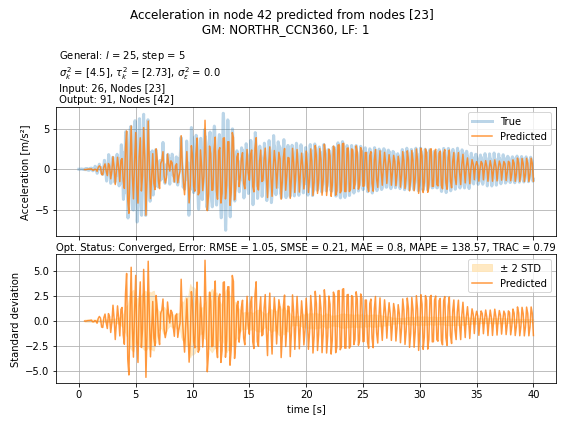 Acceleration in node 42 predicted from nodes [23]
GM: NORTHR_CCN360, LF: 1
General: l = 25, step = 5
σ²ₖ = [4.5], τ²ₖ = [2.73], σ²ε = 0.0
Input: 26, Nodes [23]
Output: 91, Nodes [42]
Acceleration [m/s²]
5
0
−5
True
Predicted
Opt. Status: Converged, Error: RMSE = 1.05, SMSE = 0.21, MAE = 0.8, MAPE = 138.57, TRAC = 0.79
Standard deviation
5.0
2.5
0.0
−2.5
−5.0
± 2 STD
Predicted
0 5 10 15 20 25 30 35 40
time [s]